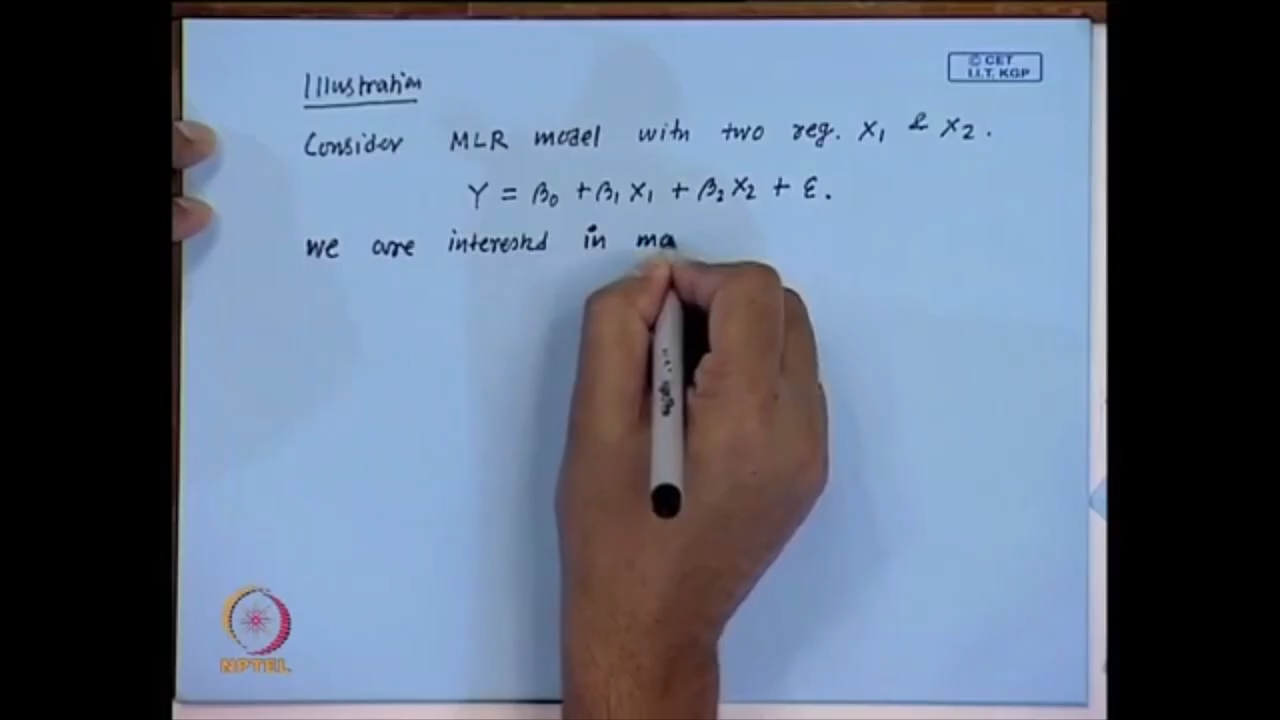 © CET
I.I.T. KGP
Illustration
Consider MLR model with two reg. X1 & X2.
Y = β0 + β1 X1 + β2 X2 + ε.
we are interested in ma
NPTEL